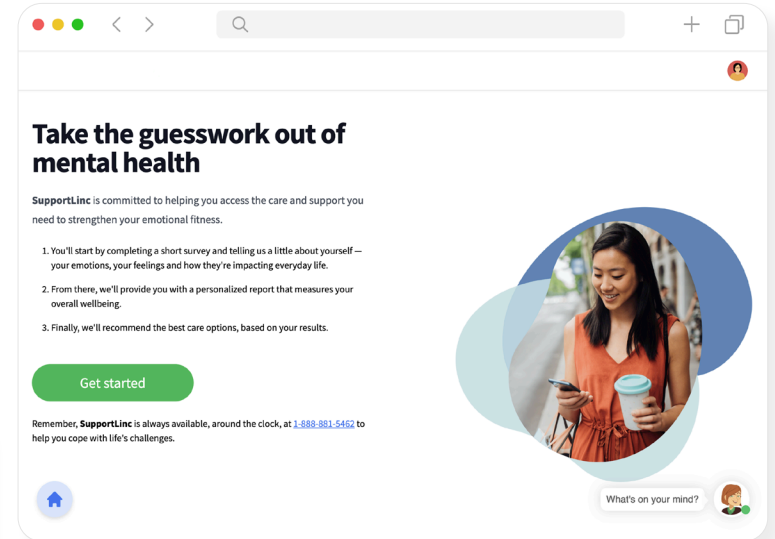 Take the guesswork out of
mental health
SupportLinc is committed to helping you access the care and support you
need to strengthen your emotional fitness.
1. You'll start by completing a short survey and telling us a little about yourself —
your emotions, your feelings and how they're impacting everyday life.
2. From there, we'll provide you with a personalized report that measures your
overall wellbeing.
3. Finally, we'll recommend the best care options, based on your results.
Get started
Remember, SupportLinc is always available, around the clock, at 1-888-881-5462 to
help you cope with life's challenges.
What's on your mind?